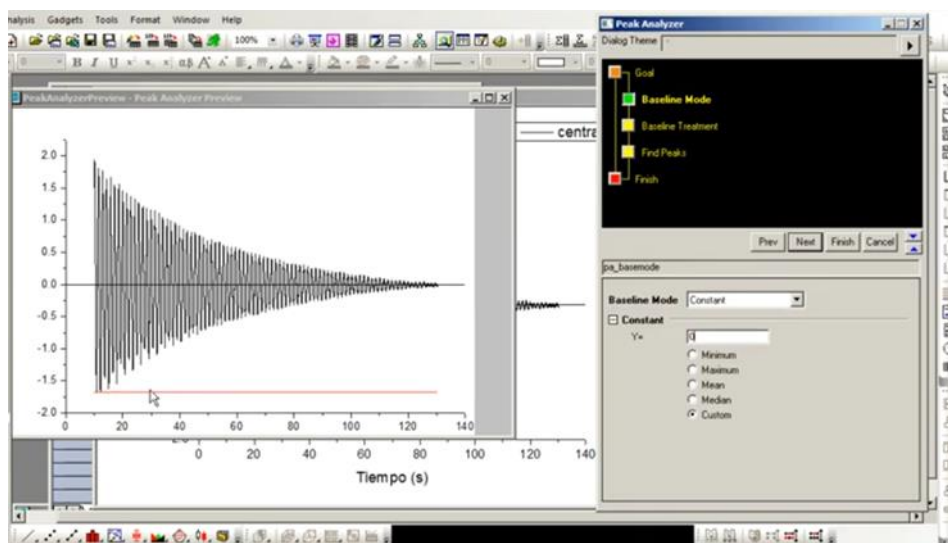 nalysis Gadgets Tools Format Window Help
100%
B I U
αβ
PeakAnalyzerPreview - Peak Analyzer Preview
2.0
1.5
1.0
0.5
0.0
-0.5
-1.0
-1.5
-2.0
0 20 40 60 80 100 120 140
centra
0 20 40 60 80 100 120 140
Tiempo (s)
Peak Analyzer
Dialog Theme
Goal
Baseline Mode
Baseline Treatment
Find Peaks
Finish
Prev Next Finish Cancel
pa_basemode
Baseline Mode Constant
Constant
Y= 0
Minimum
Maximum
Mean
Median
Custom